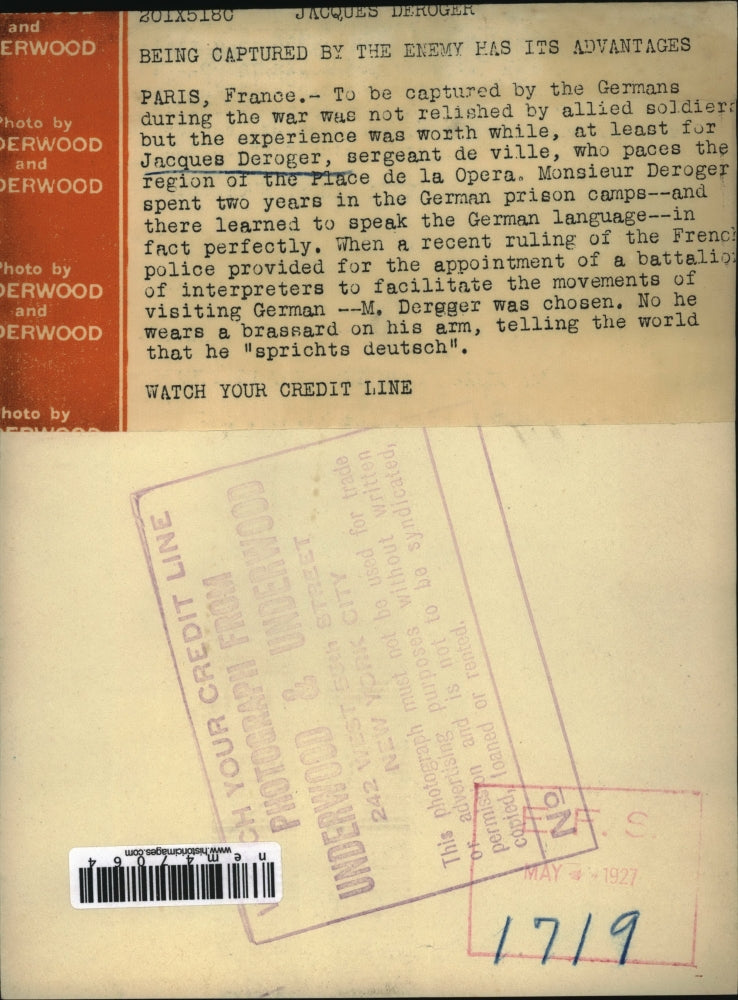 201X518C JACQUES DEROGER
BEING CAPTURED BY THE ENEMY HAS ITS ADVANTAGES
PARIS, France.- To be captured by the Germans
during the war was not relished by allied soldiers
but the experience was worth while, at least for
Jacques Deroger, sergeant de ville, who paces the
region of the Place de la Opera. Monsieur Deroger
spent two years in the German prison camps--and
there learned to speak the German language--in
fact perfectly. When a recent ruling of the French
police provided for the appointment of a battalio
of interpreters to facilitate the movements of
visiting German --M. Dergger was chosen. No he
wears a brassard on his arm, telling the world
that he "sprichts deutsch".
WATCH YOUR CREDIT LINE
and
ERWOOD
Photo by
DERWOOD
and
DERWOOD
Photo by
DERWOOD
and
DERWOOD
hoto by
DERWOOD
CH YOUR CREDIT LINE
PHOTOGRAPH FROM
UNDERWOOD & UNDERWOOD
242 WEST STREET
NEW YORK CITY
This photograph must not be used for trade
or advertising purposes without written
permission and is not to be syndicated,
copied, loaned or rented.
No
E. F. S.
MAY 1927
1719
www.historicimages.com
nem47064